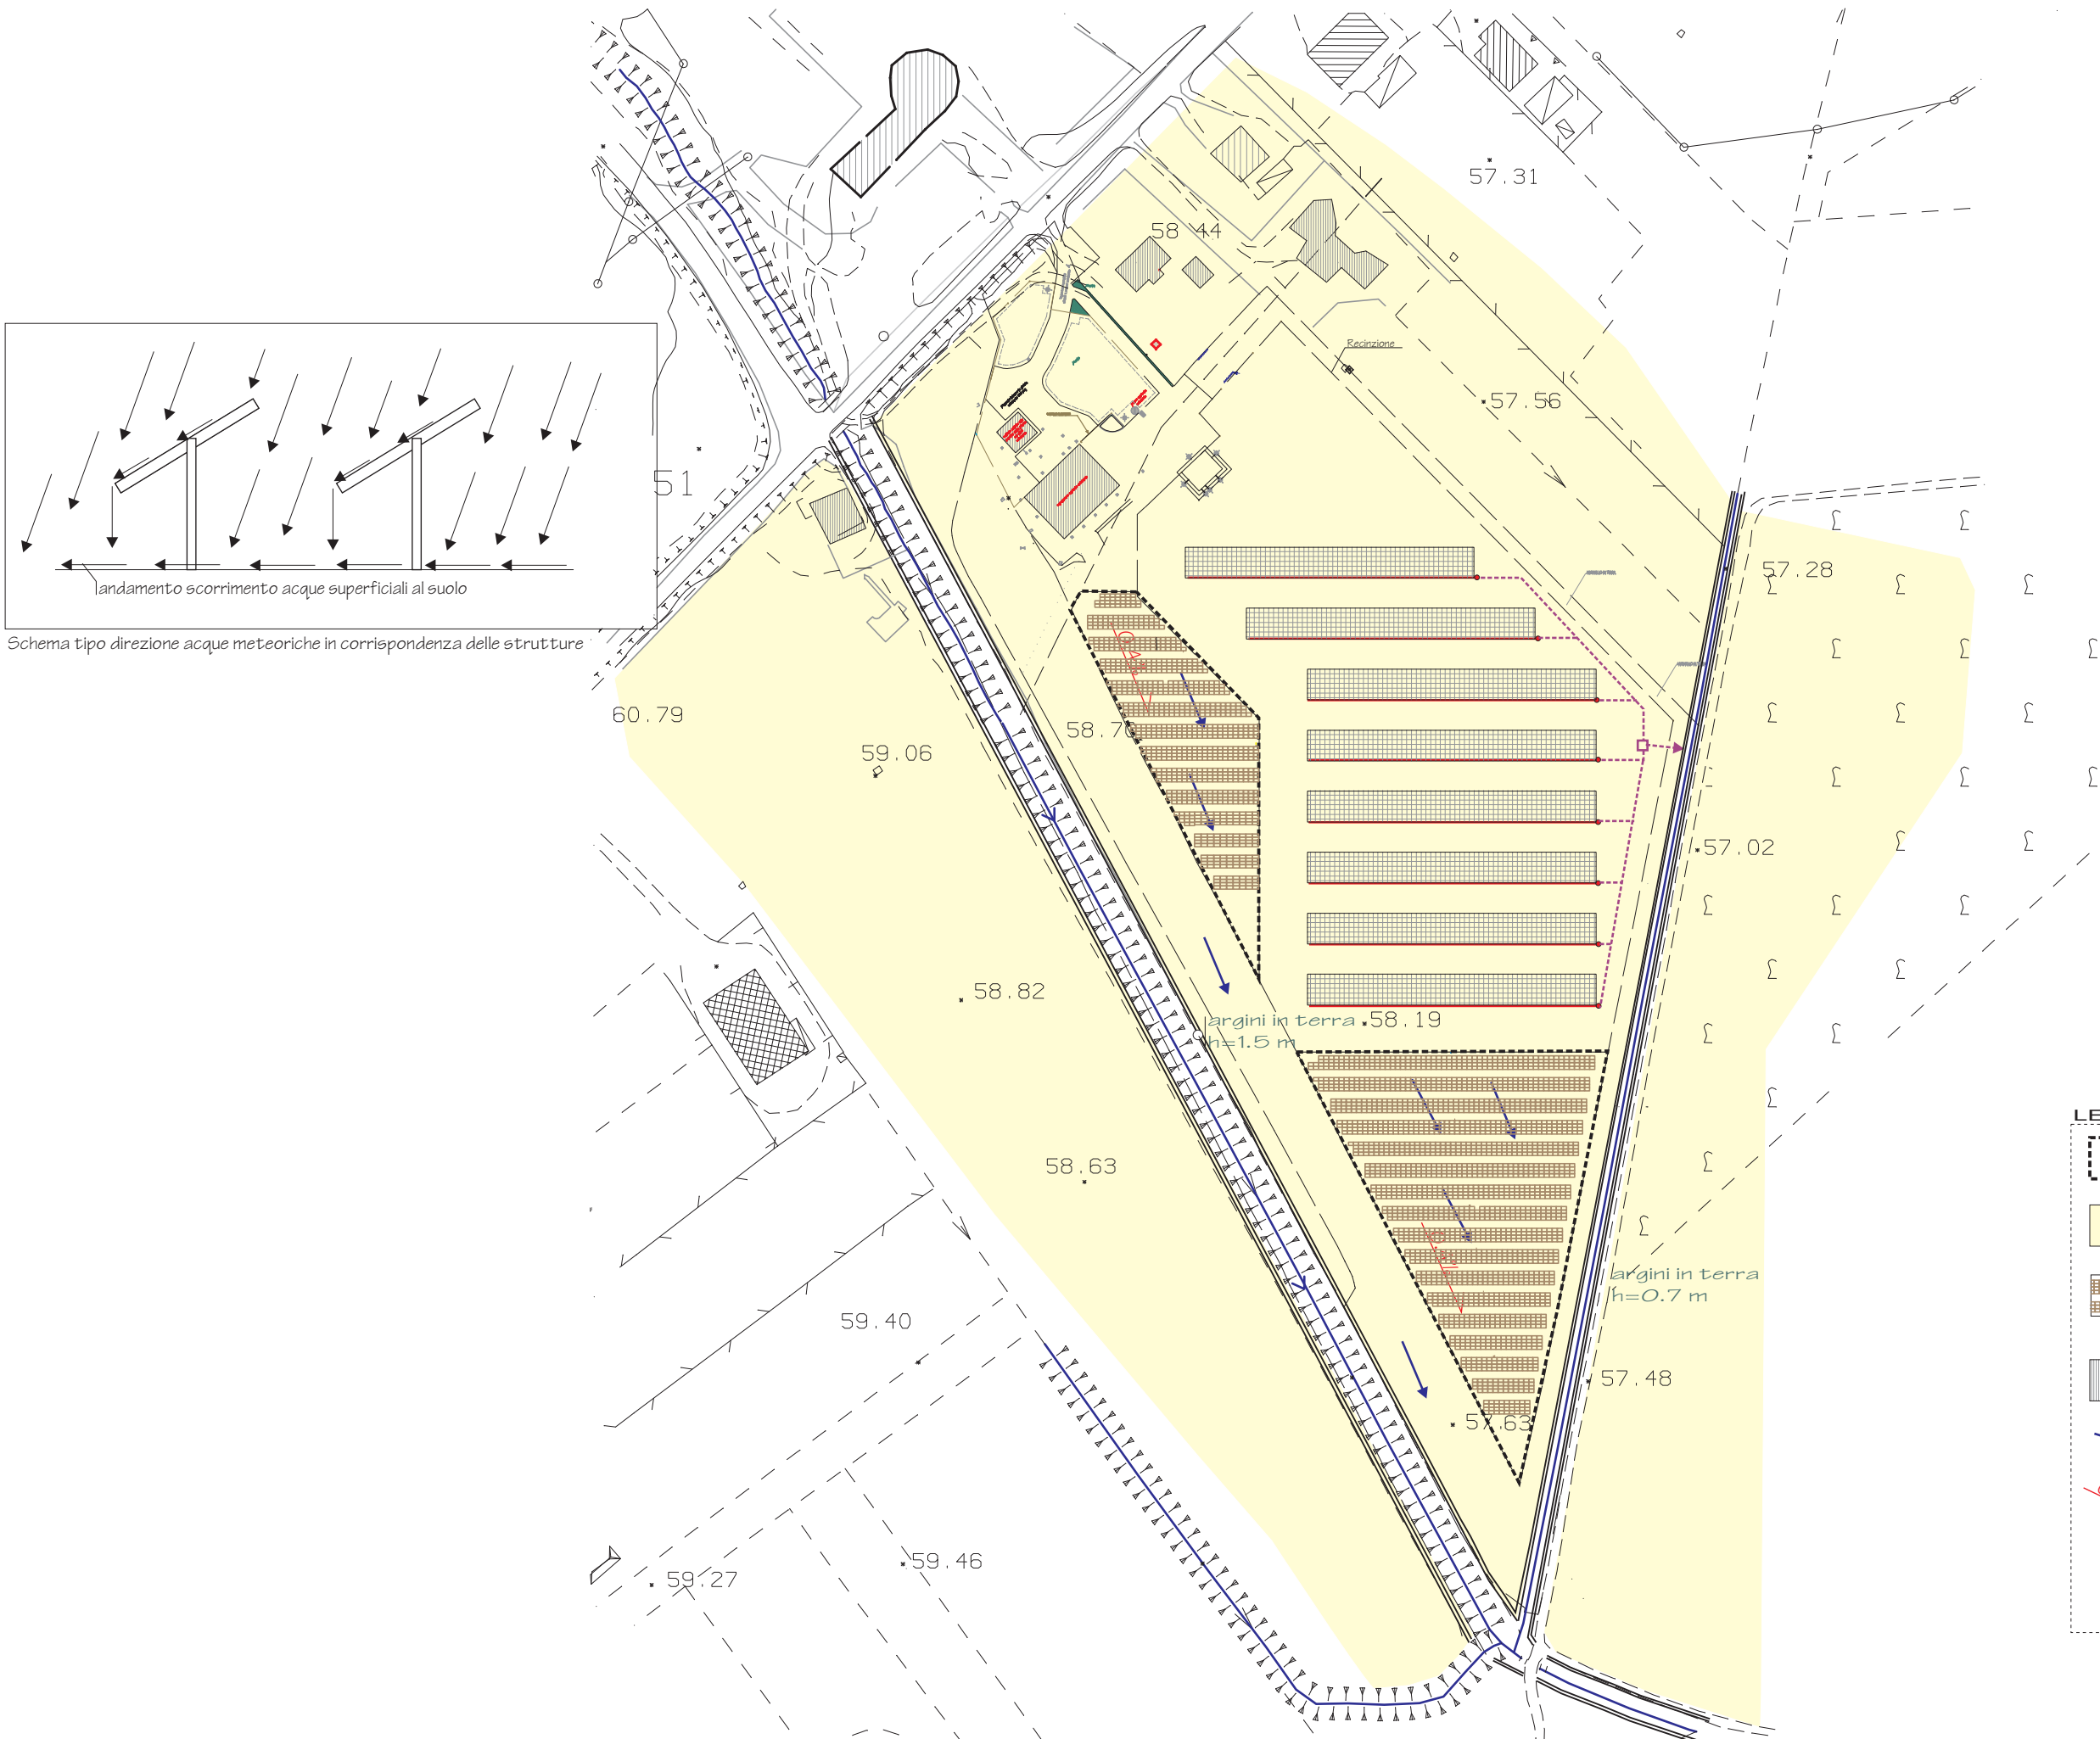 57.31
58.44
Recinzione
57.56
51
57.28
andamento scorrimento acque superficiali al suolo
Schema tipo direzione acque meteoriche in corrispondenza delle strutture
60.79
58.70
59.06
57.02
58.82
argini in terra
h=1.5 m
58.19
58.63
argini in terra
h=0.7 m
59.40
57.48
57.63
59.46
59.27
LE